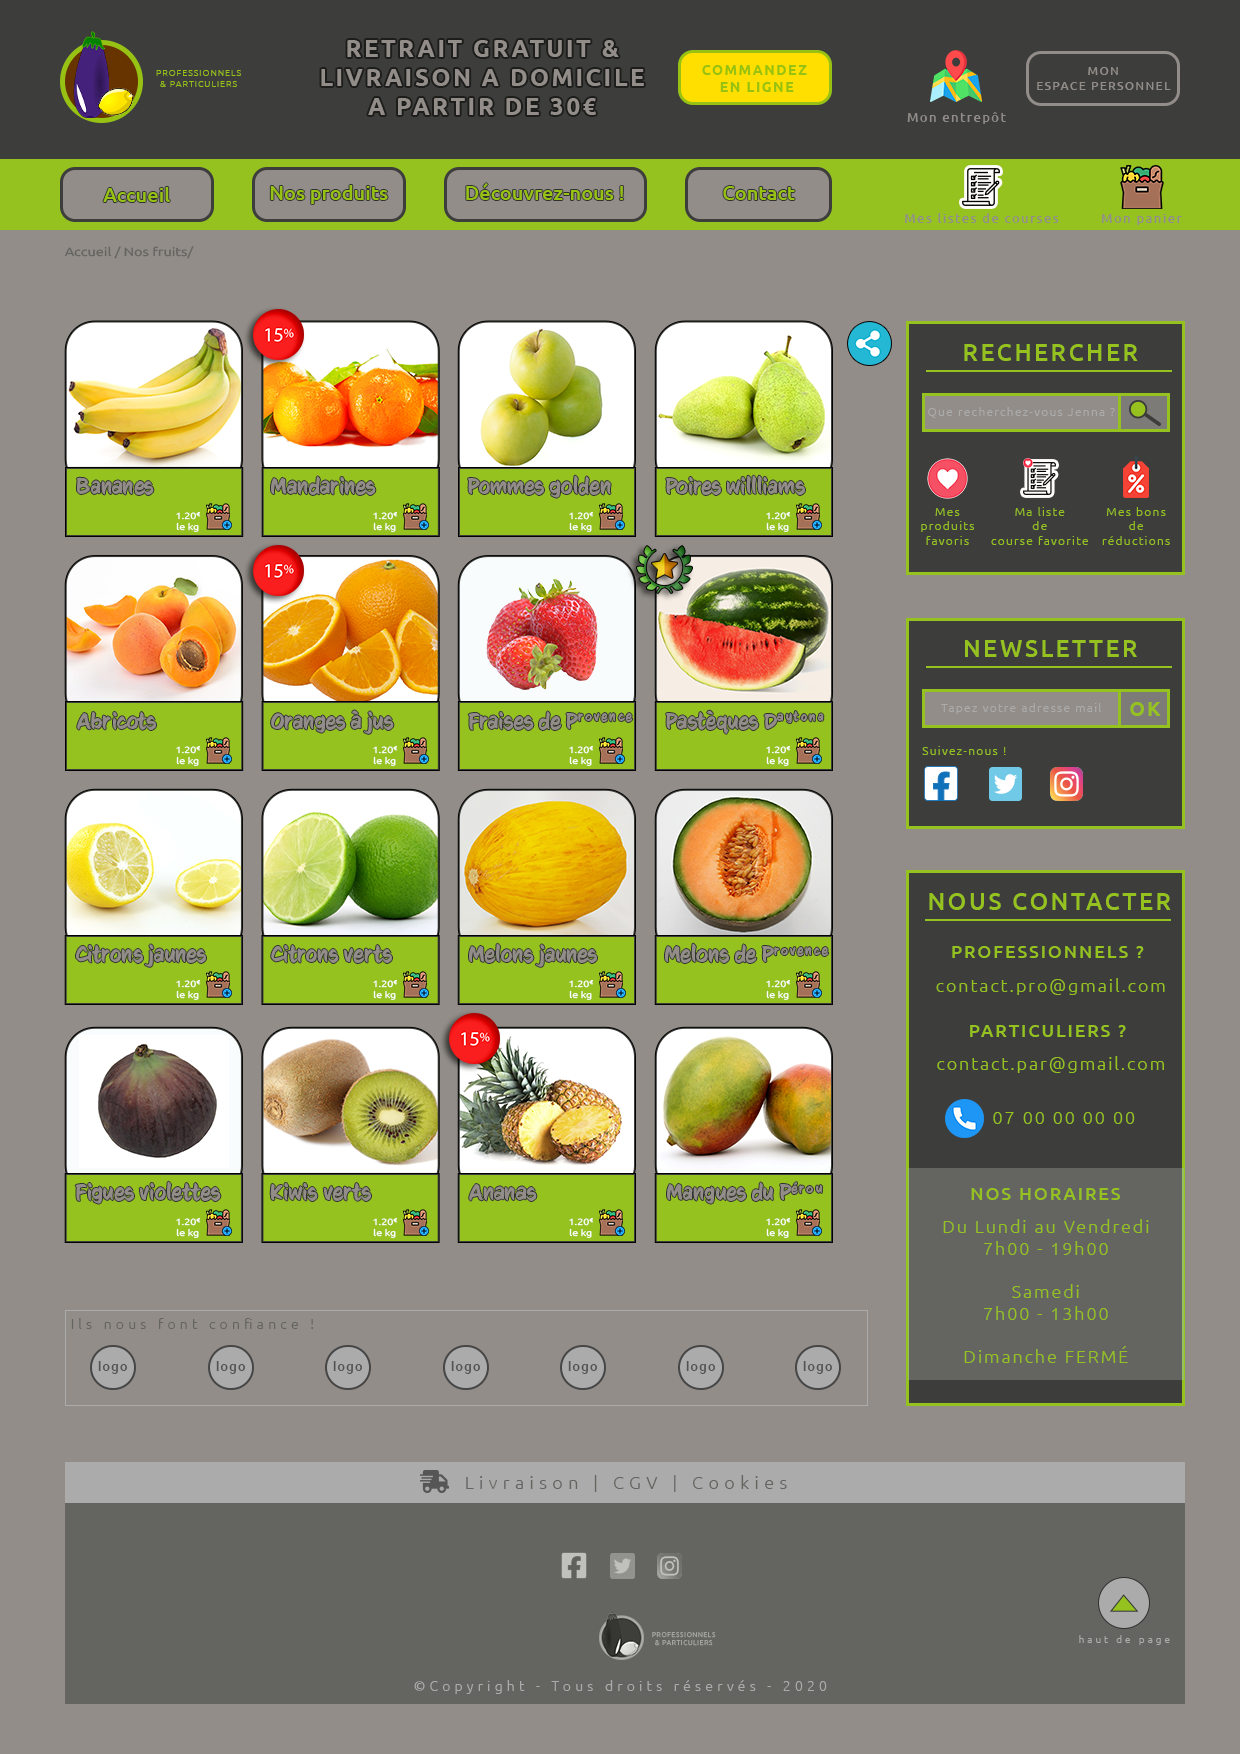 PROFESSIONNELS
& PARTICULIERS
RETRAIT GRATUIT &
LIVRAISON A DOMICILE
A PARTIR DE 30€
COMMANDEZ
EN LIGNE
Mon entrepôt
MON
ESPACE PERSONNEL
Accueil
Nos produits
Découvrez-nous !
Contact
Mes listes de courses
Mon panier
Accueil / Nos fruits/
Bananes
1.20€
le kg
15%
Mandarines
1.20€
le kg
Pommes golden
1.20€
le kg
Poires willliams
1.20€
le kg
Abricots
1.20€
le kg
15%
Oranges à jus
1.20€
le kg
Fraises de Provence
1.20€
le kg
Pastèques Daytona
1.20€
le kg
Citrons jaunes
1.20€
le kg
Citrons verts
1.20€
le kg
Melons jaunes
1.20€
le kg
Melons de Provence
1.20€
le kg
Figues violettes
1.20€
le kg
Kiwis verts
1.20€
le kg
15%
Ananas
1.20€
le kg
Mangues du Pérou
1.20€
le kg
RECHERCHER
Que recherchez-vous Jenna ?
Mes
produits
favoris
Ma liste
de
course favorite
Mes bons
de
réductions
NEWSLETTER
Tapez votre adresse mail
OK
Suivez-nous !
NOUS CONTACTER
PROFESSIONNELS ?
contact.pro@gmail.com
PARTICULIERS ?
contact.par@gmail.com
07 00 00 00 00
NOS HORAIRES
Du Lundi au Vendredi
7h00 - 19h00
Samedi
7h00 - 13h00
Dimanche FERMÉ
Ils nous font confiance !
logo
logo
logo
logo
logo
logo
logo
Livraison | CGV | Cookies
PROFESSIONNELS
& PARTICULIERS
haut de page
©Copyright - Tous droits réservés - 2020